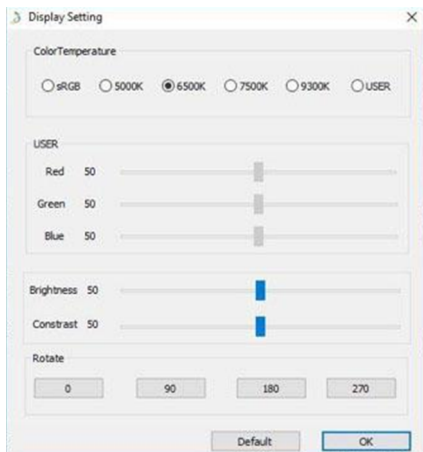 Display Setting
ColorTemperature
sRGB 5000K 6500K 7500K 9300K USER
USER
Red 50
Green 50
Blue 50
Brightness 50
Constrast 50
Rotate
0 90 180 270
Default OK